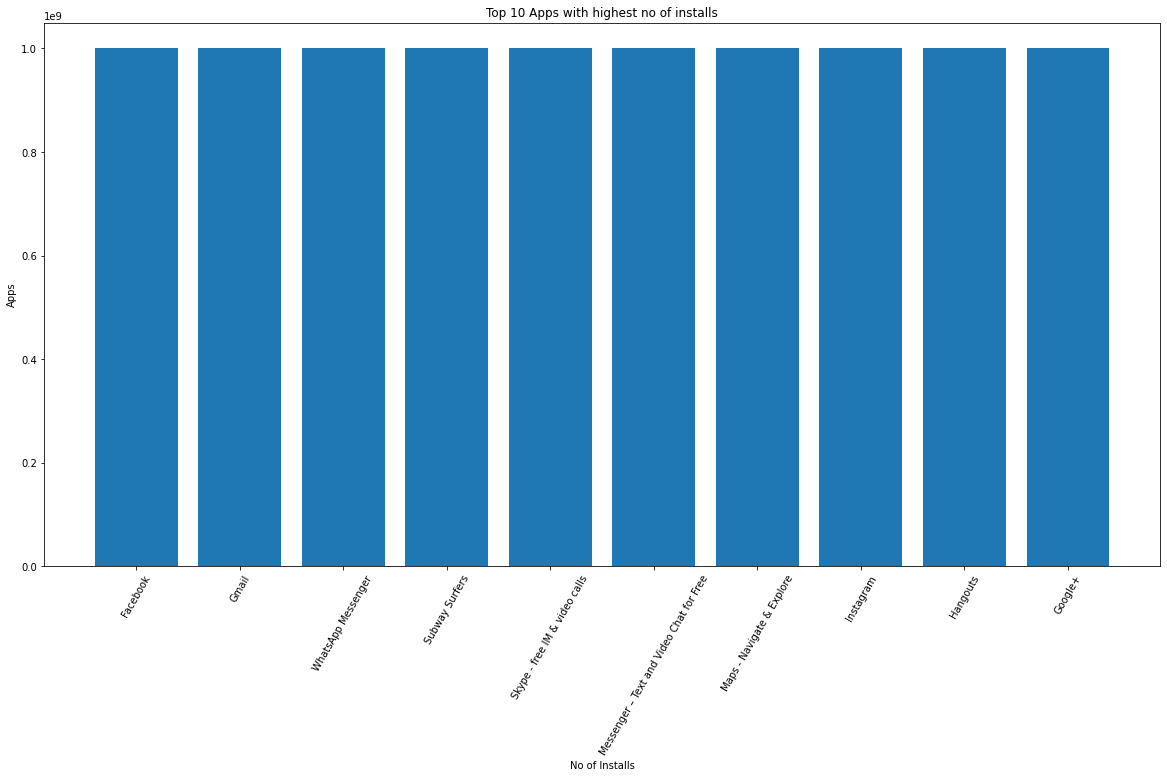 Top 10 Apps with highest no of installs
1e9
1.0
0.8
0.6
0.4
0.2
0.0
Apps
Facebook
Gmail
WhatsApp Messenger
Subway Surfers
Skype - free IM & video calls
Messenger – Text and Video Chat for Free
Maps - Navigate & Explore
Instagram
Hangouts
Google+
No of Installs